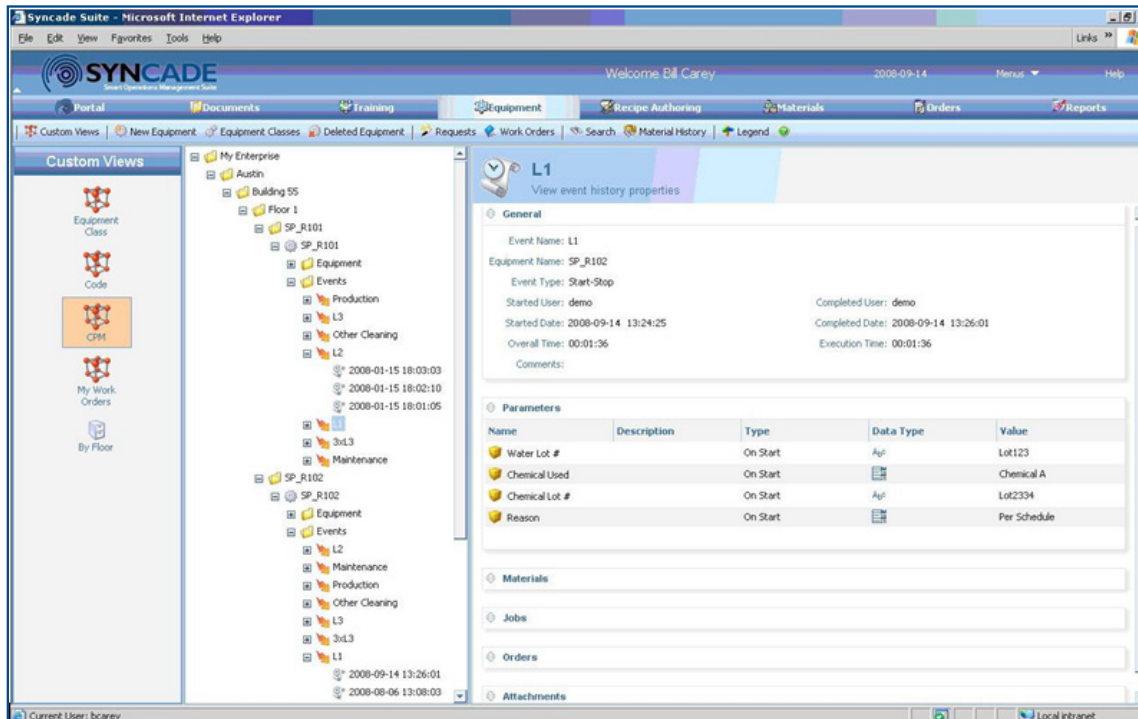 Syncade Suite - Microsoft Internet Explorer
File Edit View Favorites Tools Help Links »
SYNCADE
Smart Operations Management Suite
Welcome Bill Carey 2008-09-14 Menus Help
Portal Documents Training Equipment Recipe Authoring Materials Orders Reports
Custom Views New Equipment Equipment Classes Deleted Equipment Requests Work Orders Search Material History Legend
Custom Views
Equipment
Class
Code
CPM
My Work
Orders
By Floor
My Enterprise
Austin
Building 55
Floor 1
SP_R101
SP_R101
Equipment
Events
Production
L3
Other Cleaning
L2
2008-01-15 18:03:03
2008-01-15 18:02:10
2008-01-15 18:01:05
L1
3xL3
Maintenance
SP_R102
SP_R102
Equipment
Events
L2
Maintenance
Production
Other Cleaning
L3
3xL3
L1
2008-09-14 13:26:01
2008-08-06 13:08:03
L1
View event history properties
General
Event Name: L1
Equipment Name: SP_R102
Event Type: Start-Stop
Started User: demo Completed User: demo
Started Date: 2008-09-14 13:24:25 Completed Date: 2008-09-14 13:26:01
Overall Time: 00:01:36 Execution Time: 00:01:36
Comments:
Parameters
Name Description Type Data Type Value
Water Lot # On Start Lot123
Chemical Used On Start Chemical A
Chemical Lot # On Start Lot2334
Reason On Start Per Schedule
Materials
Jobs
Orders
Attachments
Current User: bcarey Local intranet